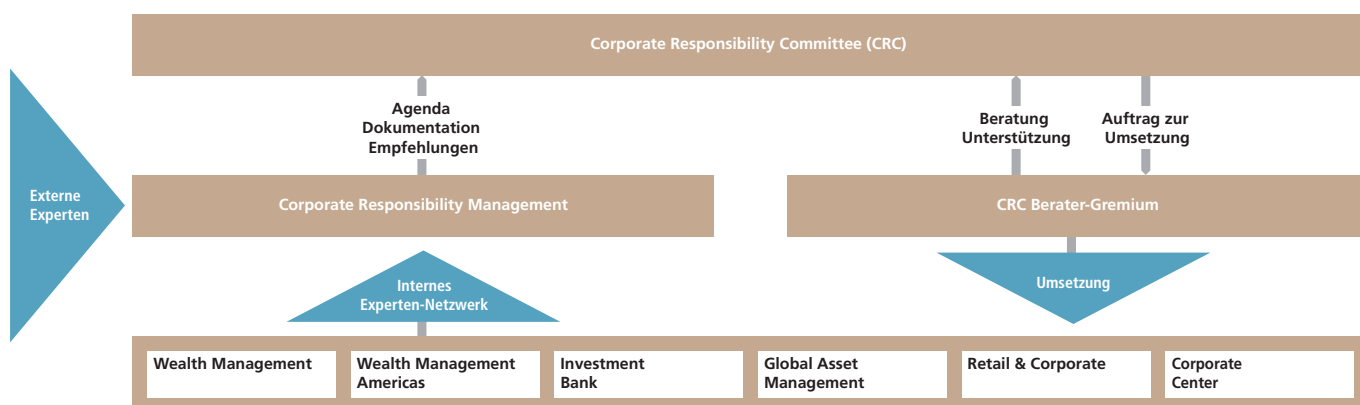 Corporate Responsibility Committee (CRC)
Agenda
Dokumentation
Empfehlungen
Beratung
Unterstützung
Auftrag zur
Umsetzung
Externe
Experten
Corporate Responsibility Management
CRC Berater-Gremium
Internes
Experten-Netzwerk
Umsetzung
Wealth Management
Wealth Management
Americas
Investment
Bank
Global Asset
Management
Retail & Corporate
Corporate
Center